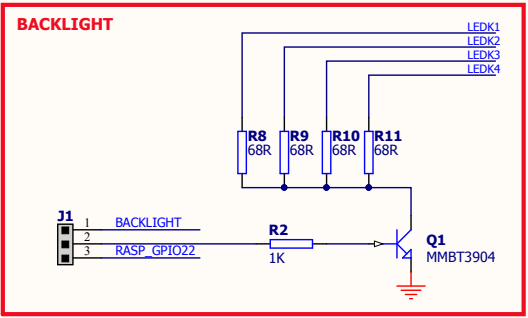 BACKLIGHT
LEDK1
LEDK2
LEDK3
LEDK4
R8
68R
R9
68R
R10
68R
R11
68R
J1
1
BACKLIGHT
2
3
RASP_GPIO22
R2
1K
Q1
MMBT3904